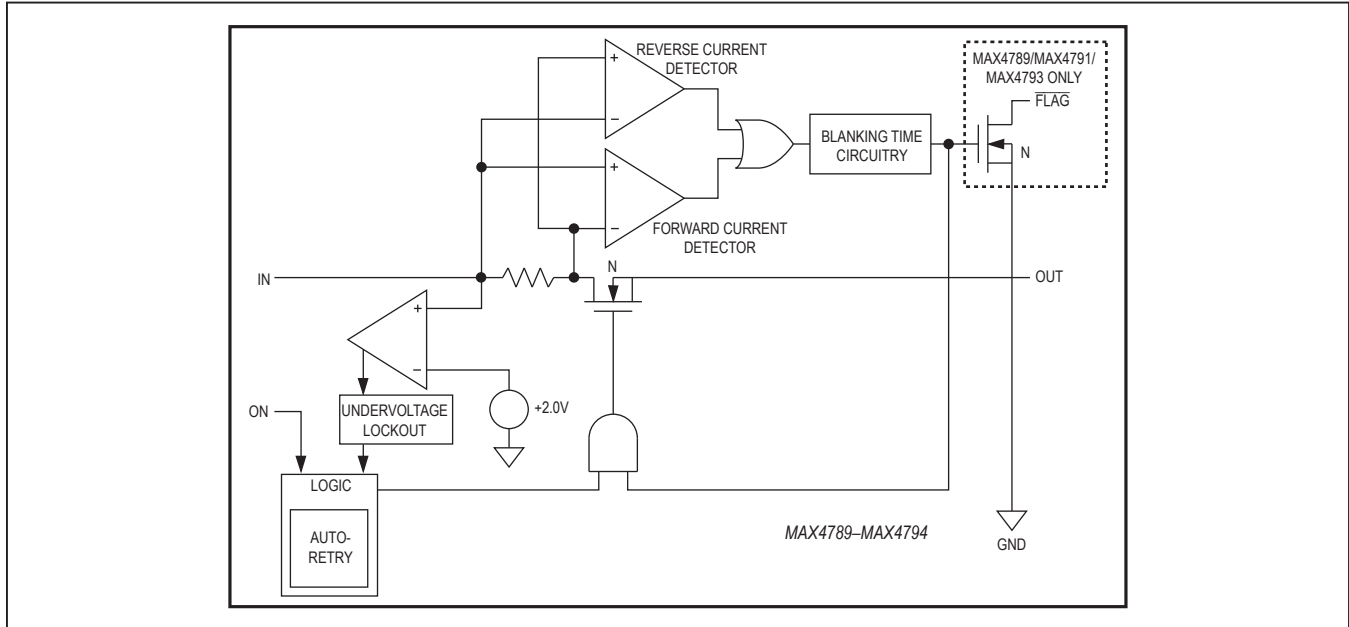 REVERSE CURRENT
DETECTOR
MAX4789/MAX4791/
MAX4793 ONLY
FLAG
+
−
BLANKING TIME
CIRCUITRY
N
+
−
FORWARD CURRENT
DETECTOR
IN
N
OUT
+
−
ON
UNDERVOLTAGE
LOCKOUT
+2.0V
LOGIC
AUTO-
RETRY
MAX4789–MAX4794
GND